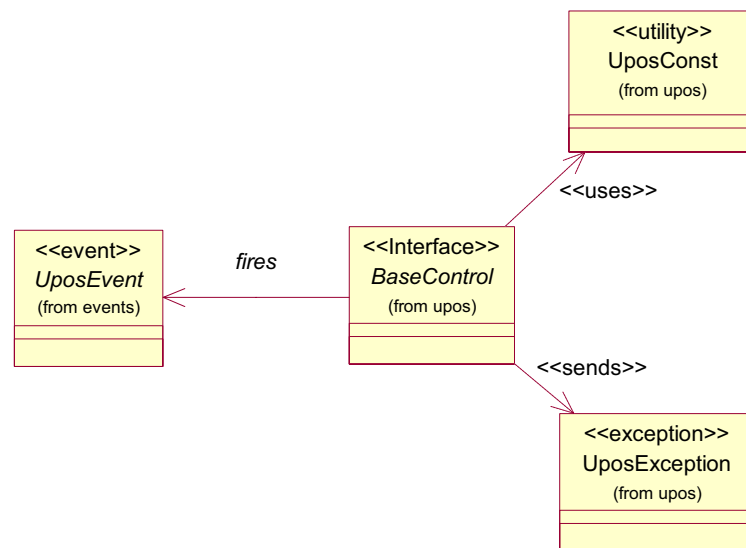 <<utility>>
UposConst
(from upos)
<<uses>>
<<event>>
UposEvent
(from events)
fires
<<Interface>>
BaseControl
(from upos)
<<sends>>
<<exception>>
UposException
(from upos)